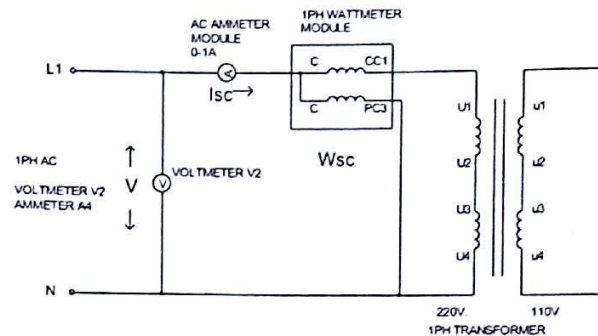 AC AMMETER
MODULE
0-1A
1PH WATTMETER
MODULE
L1
A
Isc→
C
CC1
C
PC3
Wsc
1PH AC
VOLTMETER V2
AMMETER A4
V
V
VOLTMETER V2
U1
U2
U3
U4
u1
u2
u3
u4
N
220V.
110V
1PH TRANSFORMER